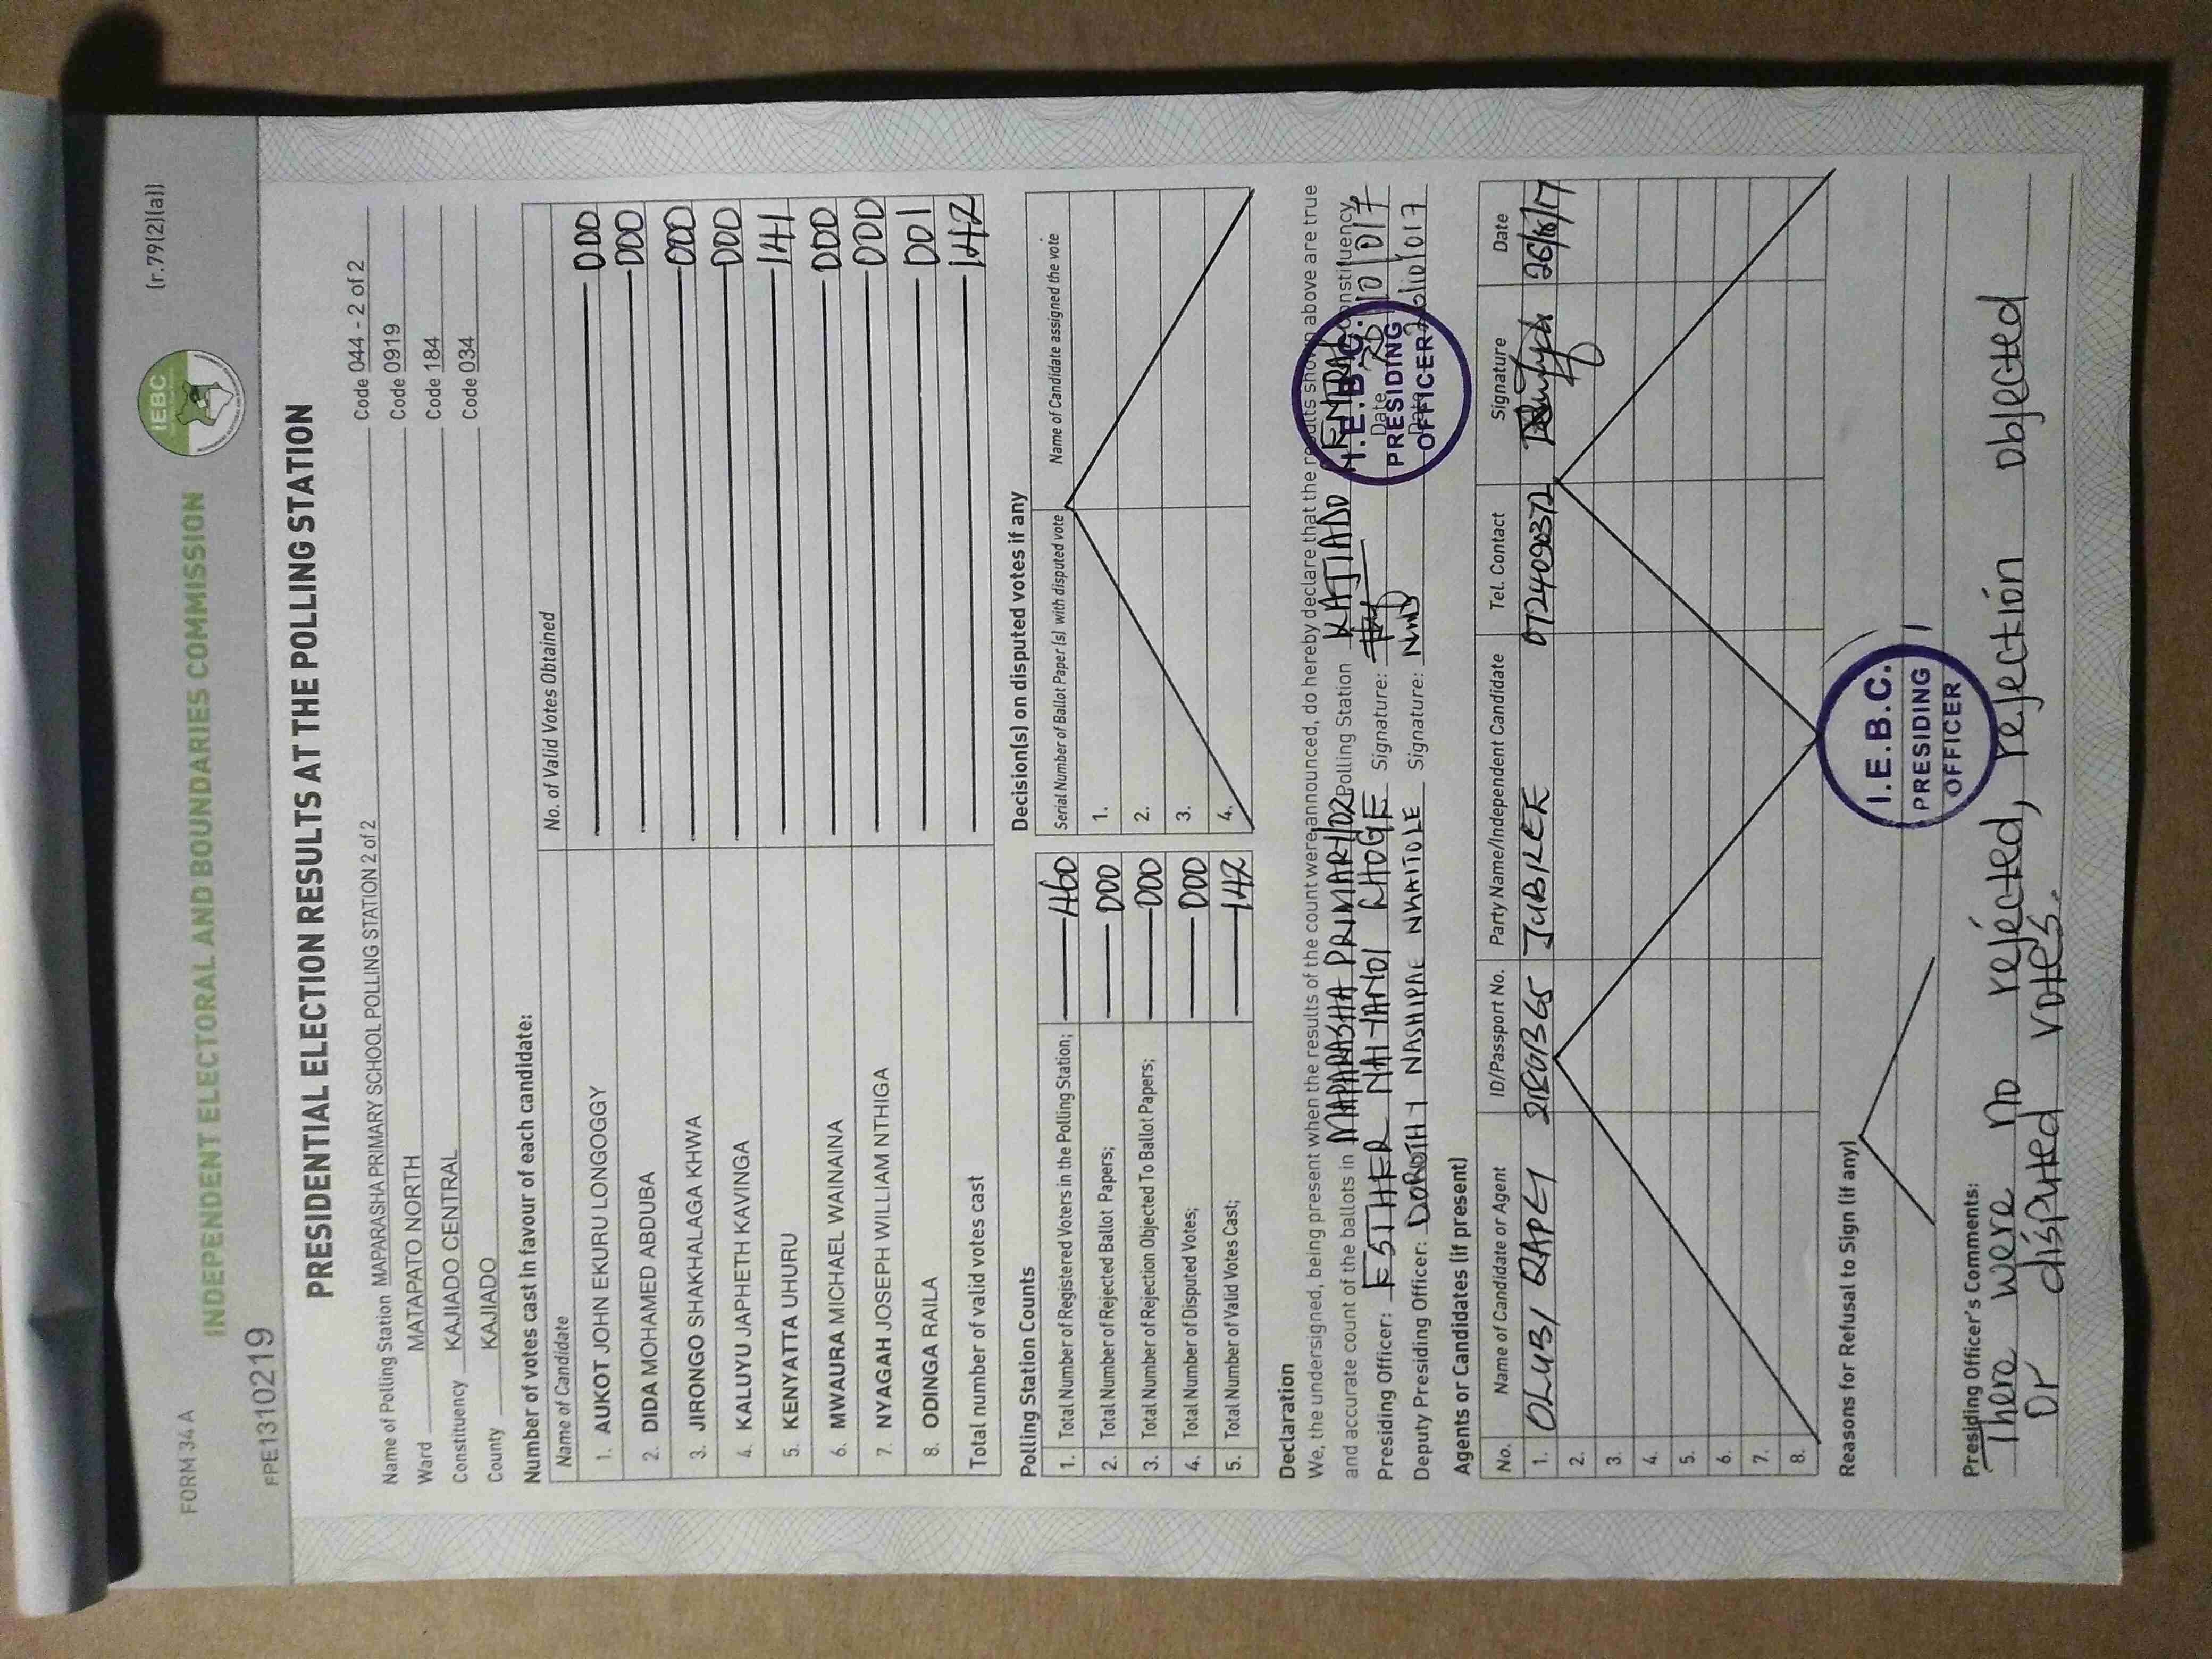 FORM 34 A
(r.79(2)(a))
INDEPENDENT ELECTORAL AND BOUNDARIES COMMISSION
IEBC
FPE1310219
PRESIDENTIAL ELECTION RESULTS AT THE POLLING STATION
Name of Polling Station MAPARASHA PRIMARY SCHOOL POLLING STATION 2 of 2 Code 044 - 2 of 2
Ward MATAPATO NORTH Code 0919
Constituency KAJIADO CENTRAL Code 184
County KAJIADO Code 034
Number of votes cast in favour of each candidate:
Name of Candidate No. of Valid Votes Obtained
1. AUKOT JOHN EKURU LONGOGGY 000
2. DIDA MOHAMED ABDUBA 000
3. JIRONGO SHAKHALAGA KHWA 000
4. KALUYU JAPHETH KAVINGA 000
5. KENYATTA UHURU 141
6. MWAURA MICHAEL WAINAINA 000
7. NYAGAH JOSEPH WILLIAM NTHIGA 000
8. ODINGA RAILA 001
Total number of valid votes cast 142
Polling Station Counts
1. Total Number of Registered Voters in the Polling Station; 460
2. Total Number of Rejected Ballot Papers; 000
3. Total Number of Rejection Objected To Ballot Papers; 000
4. Total Number of Disputed Votes; 000
5. Total Number of Valid Votes Cast; 142
Decision(s) on disputed votes if any
Serial Number of Ballot Paper (s) with disputed vote Name of Candidate assigned the vote
1.
2.
3.
4.
Declaration
We, the undersigned, being present when the results of the count were announced, do hereby declare that the results shown above are true
and accurate count of the ballots in MAPARASHA PRIMARY/02 Polling Station KAJIADO CENTRAL Constituency
Presiding Officer: ESTHER Signature: Date
Deputy Presiding Officer: DOROTHY NASHIPAE Signature: Date 26/10/017
I.E.B.C.
PRESIDING
OFFICER
Agents or Candidates (if present)
No. Name of Candidate or Agent ID/Passport No. Party Name/Independent Candidate Tel. Contact Signature Date
1. JUBILEE 26/8/17
2.
3.
4.
5.
6.
7.
8.
Reasons for Refusal to Sign (if any)
I.E.B.C.
PRESIDING
OFFICER
Presiding Officer's Comments:
There were no rejected, rejection objected
or disputed votes.